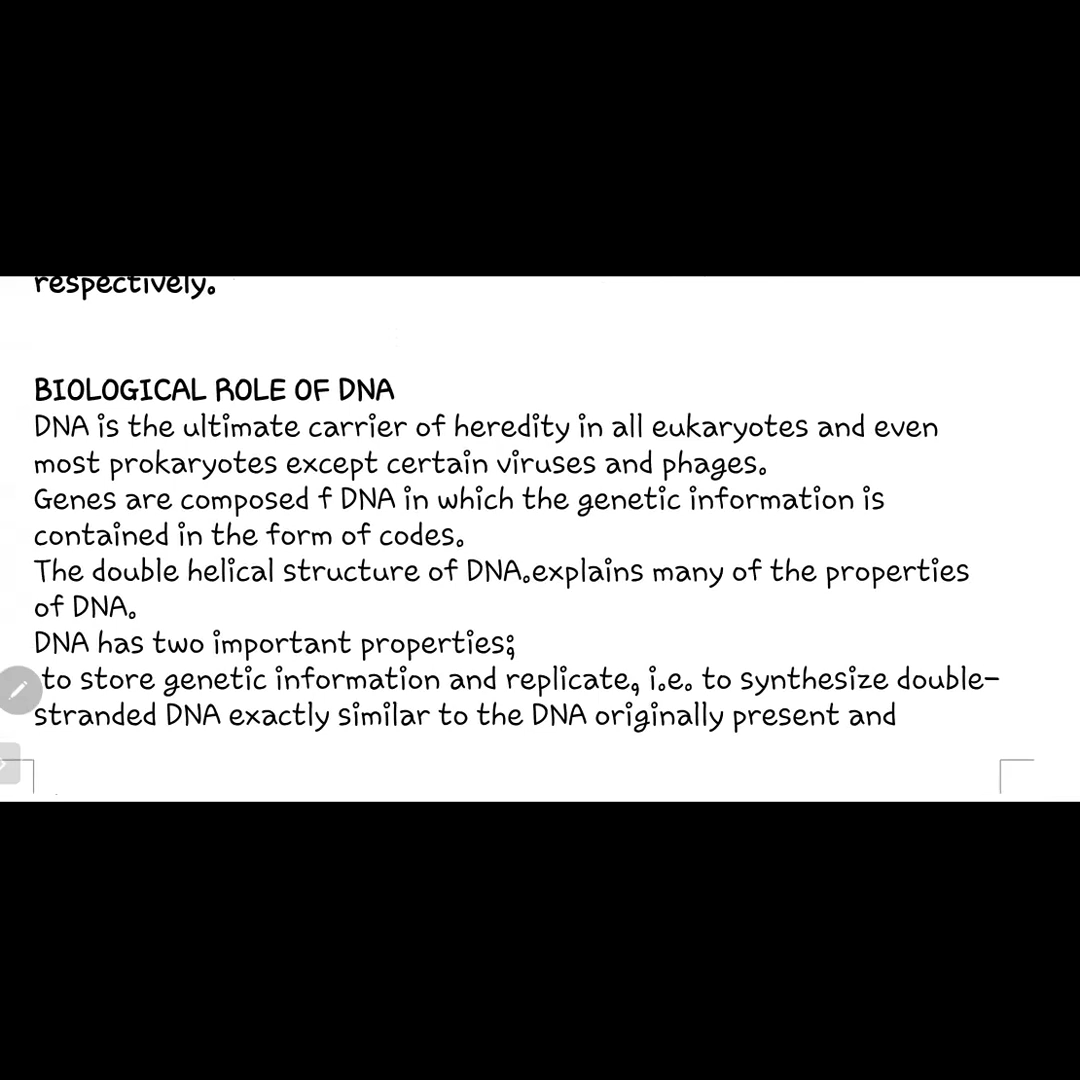 respectively.
BIOLOGICAL ROLE OF DNA
DNA is the ultimate carrier of heredity in all eukaryotes and even
most prokaryotes except certain viruses and phages.
Genes are composed f DNA in which the genetic information is
contained in the form of codes.
The double helical structure of DNA.explains many of the properties
of DNA.
DNA has two important properties;
to store genetic information and replicate, i.e. to synthesize double-
stranded DNA exactly similar to the DNA originally present and